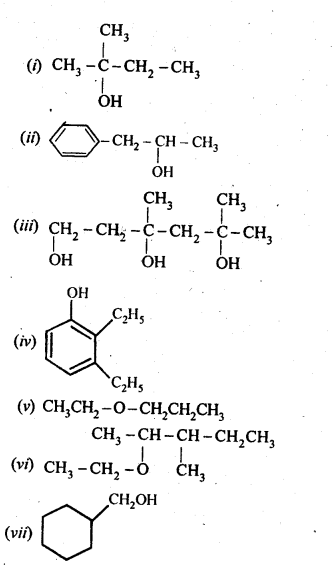 CH₃
(i) CH₃-C-CH₂-CH₃
OH
(ii) -CH₂-CH-CH₃
OH
CH₃ CH₃
(iii) CH₂-CH₂-C-CH₂-C-CH₃
OH OH OH
OH
C₂H₅
(iv)
C₂H₅
(v) CH₃CH₂-O-CH₂CH₂CH₃
CH₃-CH-CH-CH₂CH₃
(vi) CH₃-CH₂-O CH₃
CH₂OH
(vii)